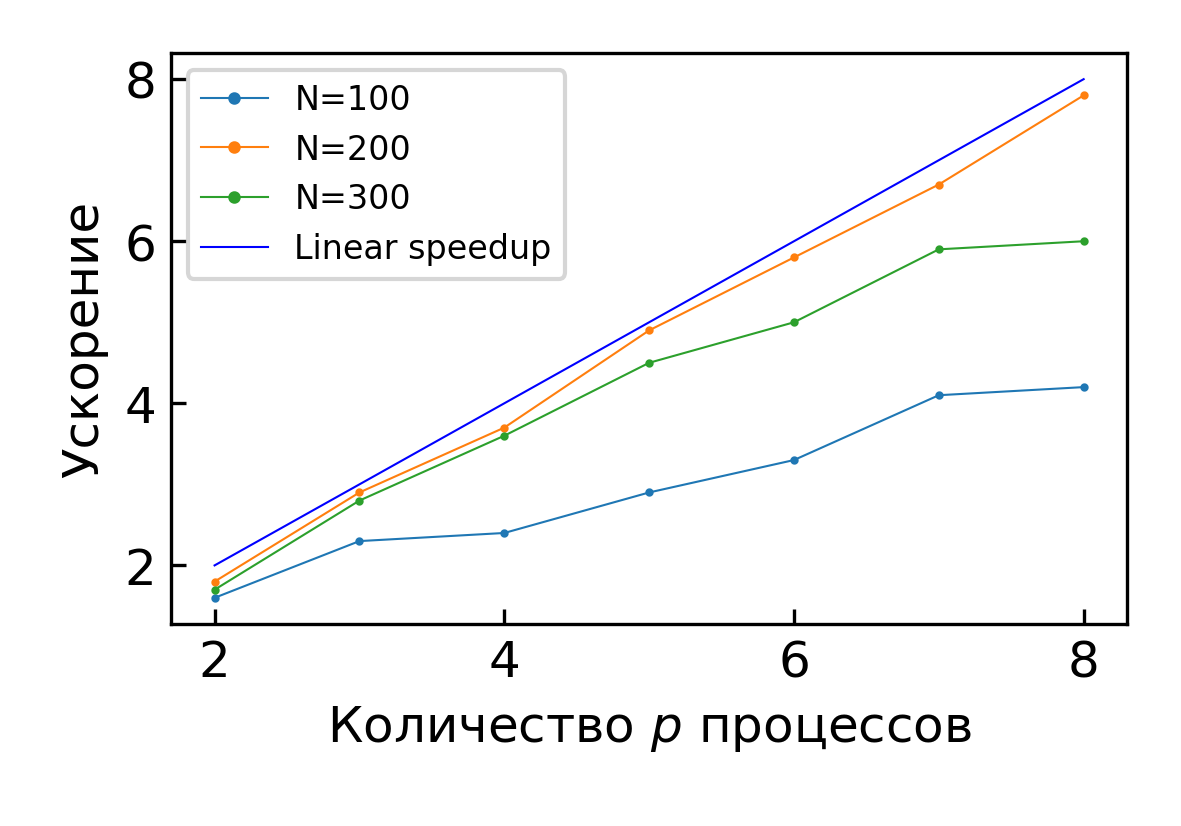 N=100
N=200
N=300
Linear speedup
8
6
4
2
Ускорение
2 4 6 8
Количество p процессов